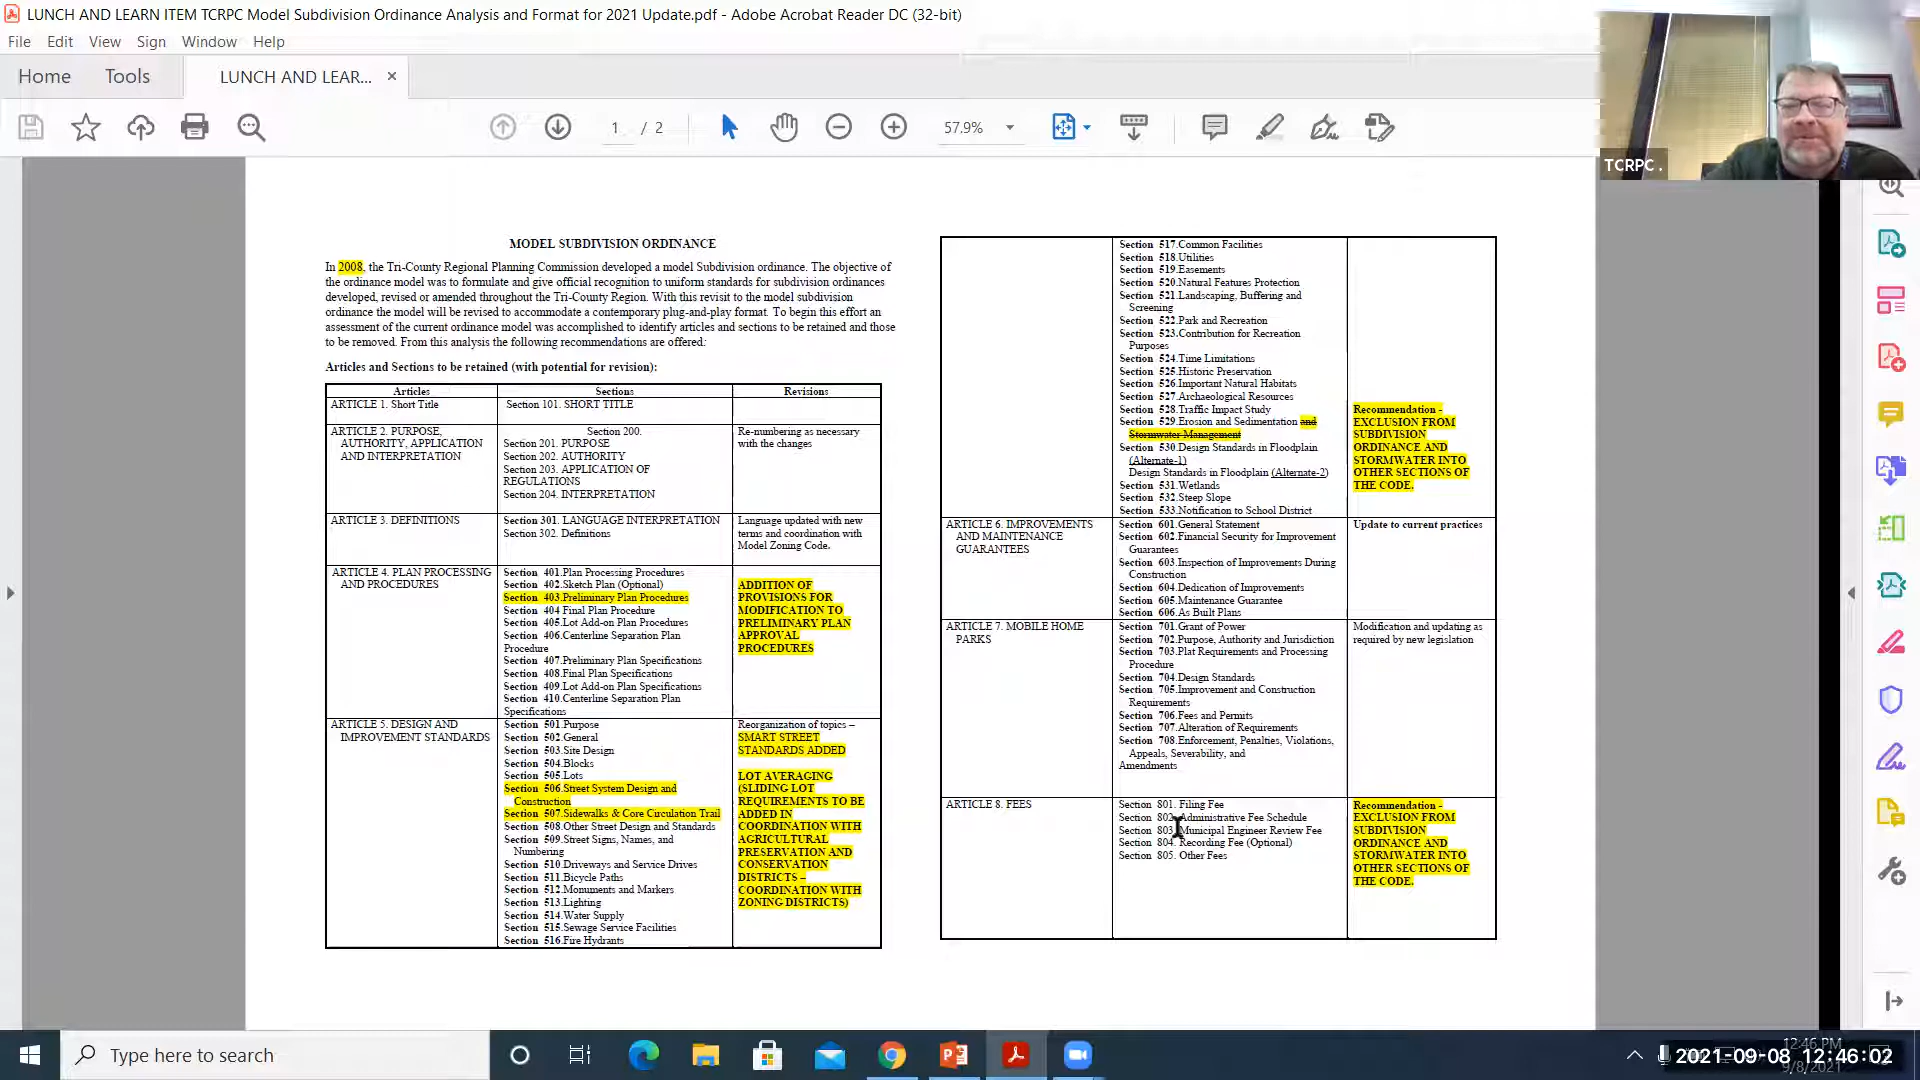 LUNCH AND LEARN ITEM TCRPC Model Subdivision Ordinance Analysis and Format for 2021 Update.pdf - Adobe Acrobat Reader DC (32-bit)
File Edit View Sign Window Help
Home Tools LUNCH AND LEAR... ×
1 / 2 57.9%
TCRPC .
MODEL SUBDIVISION ORDINANCE
In 2008, the Tri-County Regional Planning Commission developed a model Subdivision ordinance. The objective of
the ordinance model was to formulate and give official recognition to uniform standards for subdivision ordinances
developed, revised or amended throughout the Tri-County Region. With this revisit to the model subdivision
ordinance the model will be revised to accommodate a contemporary plug-and-play format. To begin this effort an
assessment of the current ordinance model was accomplished to identify articles and sections to be retained and those
to be removed. From this analysis the following recommendations are offered:
Articles and Sections to be retained (with potential for revision):
Articles Sections Revisions
ARTICLE 1. Short Title Section 101. SHORT TITLE
ARTICLE 2. PURPOSE,
AUTHORITY, APPLICATION
AND INTERPRETATION
Section 200.
Section 201. PURPOSE
Section 202. AUTHORITY
Section 203. APPLICATION OF
REGULATIONS
Section 204. INTERPRETATION
Re-numbering as necessary
with the changes
ARTICLE 3. DEFINITIONS
Section 301. LANGUAGE INTERPRETATION
Section 302. Definitions
Language updated with new
terms and coordination with
Model Zoning Code.
ARTICLE 4. PLAN PROCESSING
AND PROCEDURES
Section 401.Plan Processing Procedures
Section 402.Sketch Plan (Optional)
Section 403.Preliminary Plan Procedures
Section 404 Final Plan Procedure
Section 405.Lot Add-on Plan Procedures
Section 406.Centerline Separation Plan
Procedure
Section 407.Preliminary Plan Specifications
Section 408.Final Plan Specifications
Section 409.Lot Add-on Plan Specifications
Section 410.Centerline Separation Plan
Specifications
ADDITION OF
PROVISIONS FOR
MODIFICATION TO
PRELIMINARY PLAN
APPROVAL
PROCEDURES
ARTICLE 5. DESIGN AND
IMPROVEMENT STANDARDS
Section 501.Purpose
Section 502.General
Section 503.Site Design
Section 504.Blocks
Section 505.Lots
Section 506.Street System Design and
Construction
Section 507.Sidewalks & Core Circulation Trail
Section 508.Other Street Design and Standards
Section 509.Street Signs, Names, and
Numbering
Section 510.Driveways and Service Drives
Section 511.Bicycle Paths
Section 512.Monuments and Markers
Section 513.Lighting
Section 514.Water Supply
Section 515.Sewage Service Facilities
Section 516.Fire Hydrants
Reorganization of topics –
SMART STREET
STANDARDS ADDED
LOT AVERAGING
(SLIDING LOT
REQUIREMENTS TO BE
ADDED IN
COORDINATION WITH
AGRICULTURAL
PRESERVATION AND
CONSERVATION
DISTRICTS –
COORDINATION WITH
ZONING DISTRICTS)
Section 517.Common Facilities
Section 518.Utilities
Section 519.Easements
Section 520.Natural Features Protection
Section 521.Landscaping, Buffering and
Screening
Section 522.Park and Recreation
Section 523.Contribution for Recreation
Purposes
Section 524.Time Limitations
Section 525.Historic Preservation
Section 526.Important Natural Habitats
Section 527.Archaeological Resources
Section 528.Traffic Impact Study
Section 529.Erosion and Sedimentation and
Stormwater Management
Section 530.Design Standards in Floodplain
(Alternate-1)
Design Standards in Floodplain (Alternate-2)
Section 531.Wetlands
Section 532.Steep Slope
Section 533.Notification to School District
Recommendation -
EXCLUSION FROM
SUBDIVISION
ORDINANCE AND
STORMWATER INTO
OTHER SECTIONS OF
THE CODE.
ARTICLE 6. IMPROVEMENTS
AND MAINTENANCE
GUARANTEES
Section 601.General Statement
Section 602.Financial Security for Improvement
Guarantees
Section 603.Inspection of Improvements During
Construction
Section 604.Dedication of Improvements
Section 605.Maintenance Guarantee
Section 606.As Built Plans
Update to current practices
ARTICLE 7. MOBILE HOME
PARKS
Section 701.Grant of Power
Section 702.Purpose, Authority and Jurisdiction
Section 703.Plat Requirements and Processing
Procedure
Section 704.Design Standards
Section 705.Improvement and Construction
Requirements
Section 706.Fees and Permits
Section 707.Alteration of Requirements
Section 708.Enforcement, Penalties, Violations,
Appeals, Severability, and
Amendments
Modification and updating as
required by new legislation
ARTICLE 8. FEES
Section 801. Filing Fee
Section 802. Administrative Fee Schedule
Section 803. Municipal Engineer Review Fee
Section 804. Recording Fee (Optional)
Section 805. Other Fees
Recommendation -
EXCLUSION FROM
SUBDIVISION
ORDINANCE AND
STORMWATER INTO
OTHER SECTIONS OF
THE CODE.
Type here to search
12:46 PM
2021-09-08 12:46:02
9/8/2021